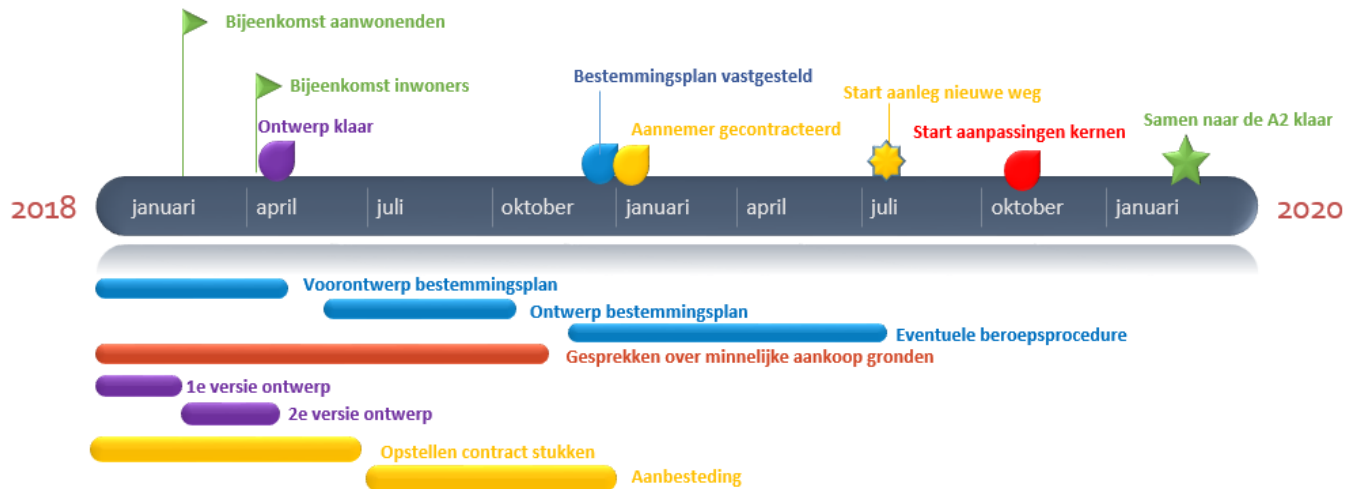 Bijeenkomst aanwonenden
Bijeenkomst inwoners
Ontwerp klaar
Bestemmingsplan vastgesteld
Aannemer gecontracteerd
Start aanleg nieuwe weg
Start aanpassingen kernen
Samen naar de A2 klaar
2018 januari april juli oktober januari april juli oktober januari 2020
Voorontwerp bestemmingsplan
Ontwerp bestemmingsplan
Eventuele beroepsprocedure
Gesprekken over minnelijke aankoop gronden
1e versie ontwerp
2e versie ontwerp
Opstellen contract stukken
Aanbesteding